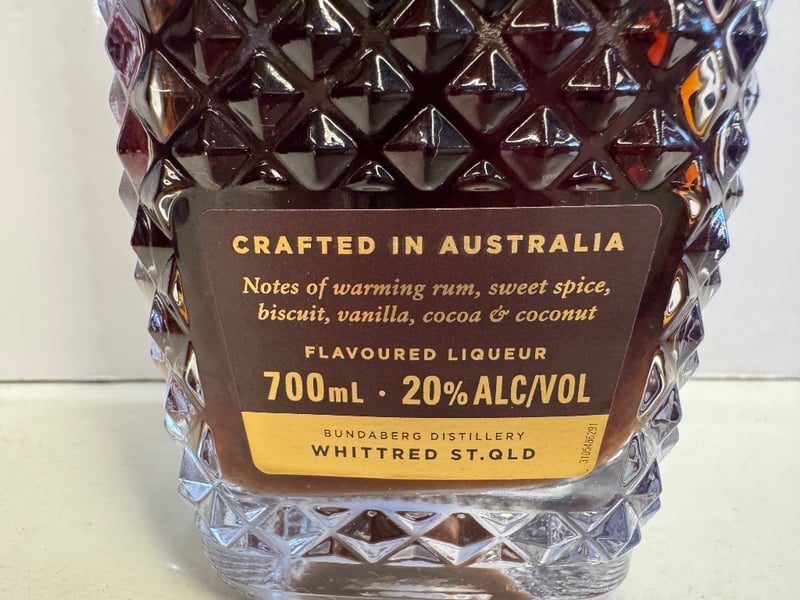 CRAFTED IN AUSTRALIA
Notes of warming rum, sweet spice,
biscuit, vanilla, cocoa & coconut
FLAVOURED LIQUEUR
700mL · 20% ALC/VOL
BUNDABERG DISTILLERY
WHITTRED ST.QLD
3105486291